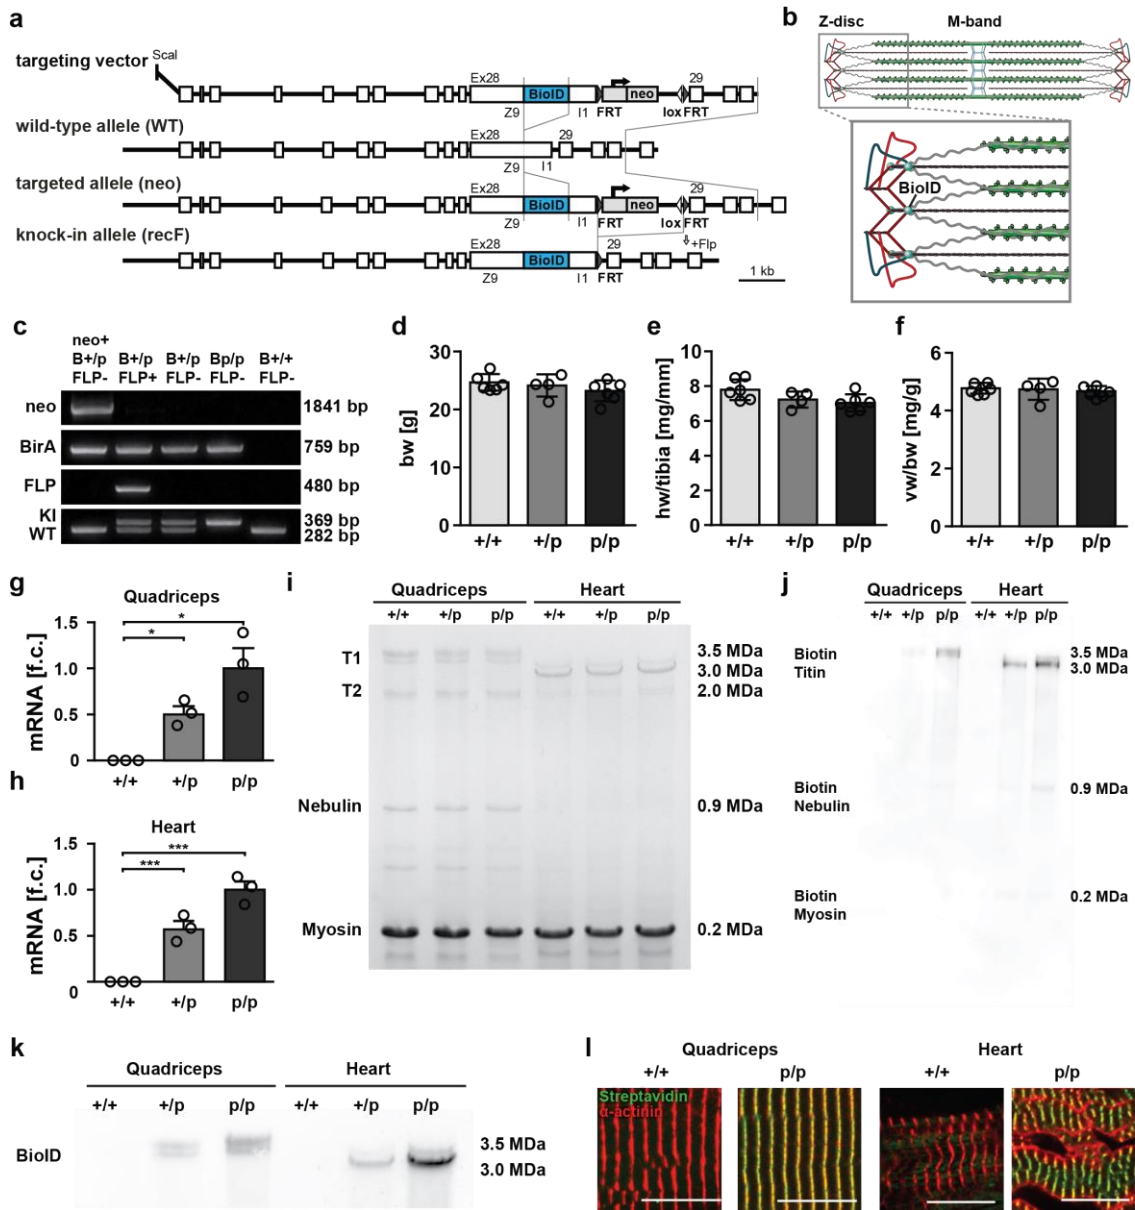 a
targeting vector
ScaI
Ex28
BioID
29
neo
Z9
I1
FRT
lox FRT
wild-type allele (WT)
Ex28
29
Z9
I1
targeted allele (neo)
Ex28
29
BioID
neo
Z9
I1
FRT
lox FRT
knock-in allele (recF)
+Flp
Ex28
29
BioID
Z9
I1
FRT
1 kb
b
Z-disc
M-band
BioID
c
neo+
B+/p B+/p B+/p Bp/p B+/+
FLP- FLP+ FLP- FLP- FLP-
neo 1841 bp
BirA 759 bp
FLP 480 bp
KI 369 bp
WT 282 bp
d
bw [g]
30
20
10
0
+/+ +/p p/p
e
hw/tibia [mg/mm]
10
8
6
4
2
0
+/+ +/p p/p
f
vw/bw [mg/g]
6
4
2
0
+/+ +/p p/p
g
Quadriceps
mRNA [f.c.]
1.5
1.0
0.5
0
*
*
+/+ +/p p/p
h
Heart
mRNA [f.c.]
1.5
1.0
0.5
0
***
***
+/+ +/p p/p
i
Quadriceps Heart
+/+ +/p p/p +/+ +/p p/p
T1
T2
Nebulin
Myosin
3.5 MDa
3.0 MDa
2.0 MDa
0.9 MDa
0.2 MDa
j
Quadriceps Heart
+/+ +/p p/p +/+ +/p p/p
Biotin
Titin
Biotin
Nebulin
Biotin
Myosin
3.5 MDa
3.0 MDa
0.9 MDa
0.2 MDa
k
Quadriceps Heart
+/+ +/p p/p +/+ +/p p/p
BioID
3.5 MDa
3.0 MDa
l
Quadriceps Heart
+/+ p/p +/+ p/p
Streptavidin
α-actinin